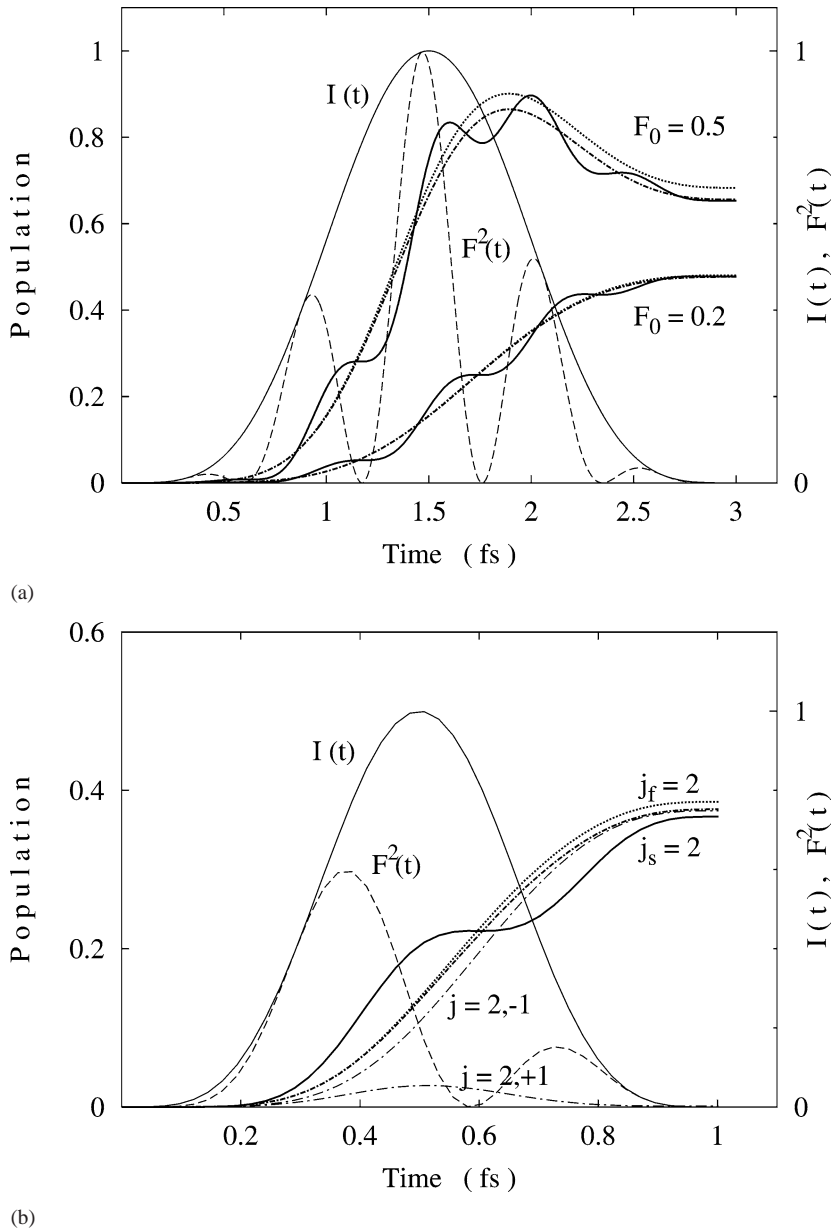 1
0.8
0.6
0.4
0.2
0
Population
I (t)
F²(t)
F₀ = 0.5
F₀ = 0.2
1
0
I(t), F²(t)
0.5 1 1.5 2 2.5 3
Time (fs)
(a)
0.6
0.4
0.2
0
Population
I (t)
F²(t)
j_f = 2
j_s = 2
j = 2,-1
j = 2,+1
1
0
I(t), F²(t)
0.2 0.4 0.6 0.8 1
Time (fs)
(b)